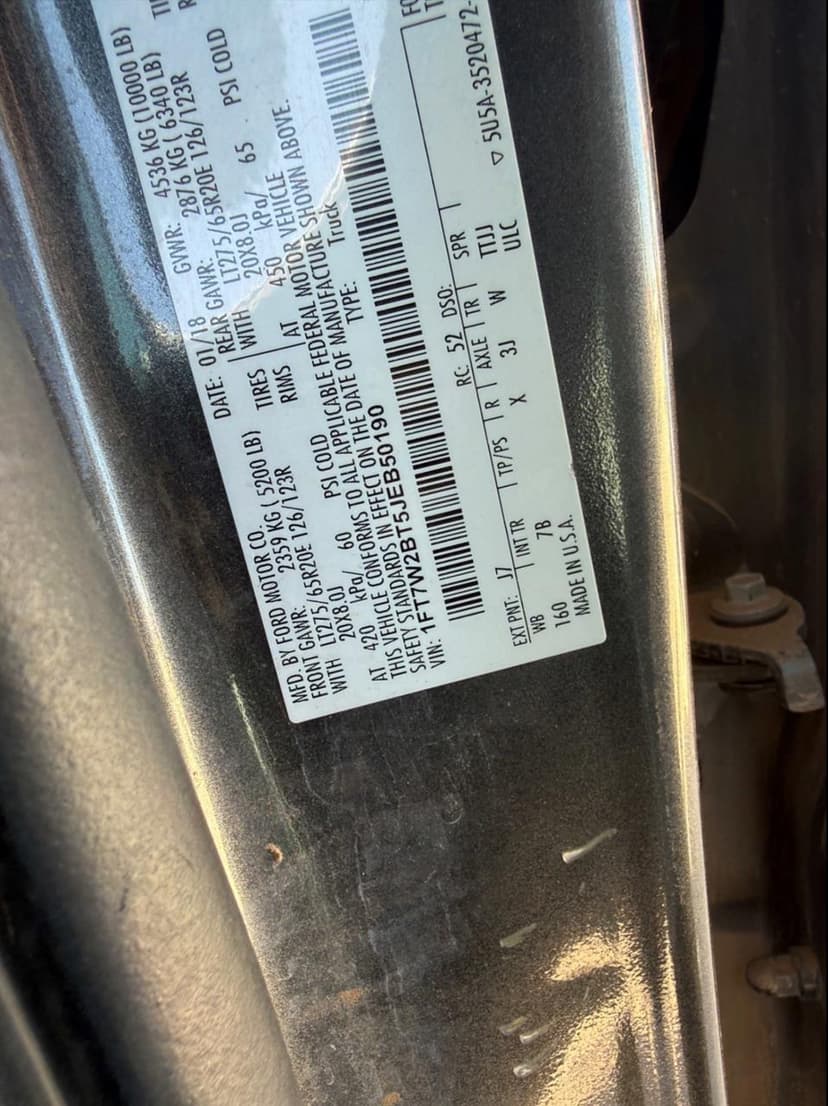 MFD. BY FORD MOTOR CO.
DATE: 01/18 GVWR: 4536 KG (10000 LB)
FRONT GAWR: 2359 KG ( 5200 LB) REAR GAWR: 2876 KG ( 6340 LB)
WITH LT275/65R20E 126/123R TIRES WITH LT275/65R20E 126/123R
20X8.0J RIMS 20X8.0J
AT 420 kPa/ 60 PSI COLD AT 450 kPa/ 65 PSI COLD
THIS VEHICLE CONFORMS TO ALL APPLICABLE FEDERAL MOTOR VEHICLE
SAFETY STANDARDS IN EFFECT ON THE DATE OF MANUFACTURE SHOWN ABOVE.
VIN: 1FT7W2BT5JEB50190 TYPE: Truck
EXT PNT: J7 RC: 52 DSO:
WB INT TR TP/PS R AXLE TR SPR
160 7B X 3J W TTJJ
MADE IN U.S.A. ULC
▽ 5U5A-3520472-